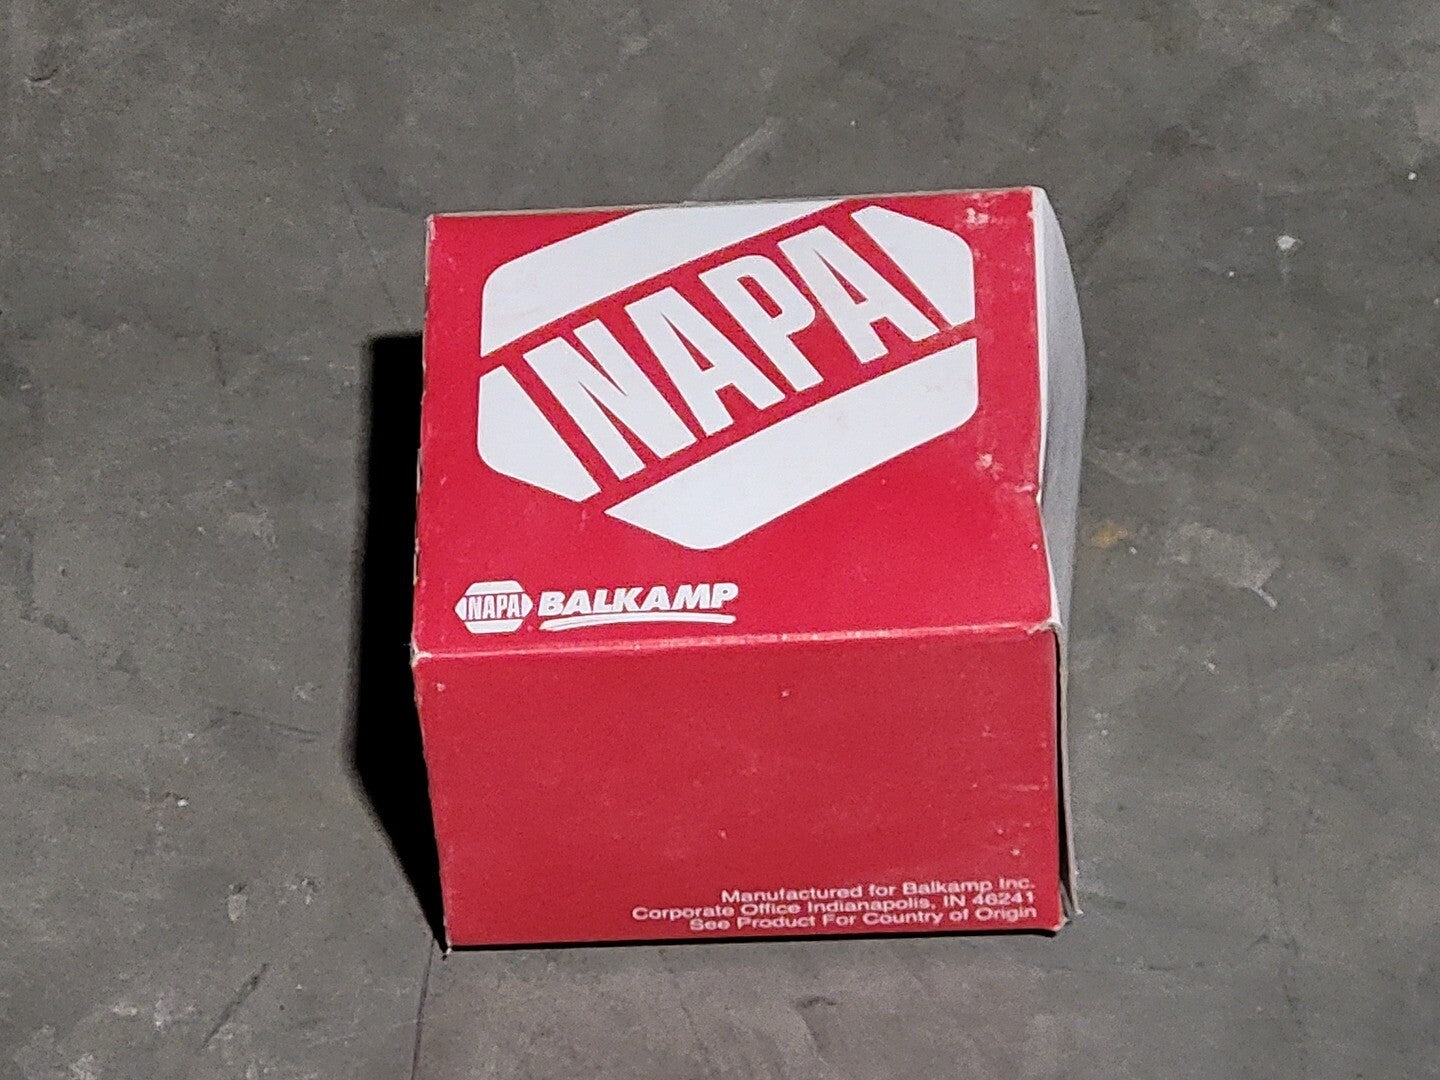 NAPA
NAPA BALKAMP
Manufactured for Balkamp Inc.
Corporate Office Indianapolis, IN 46241
See Product For Country of Origin